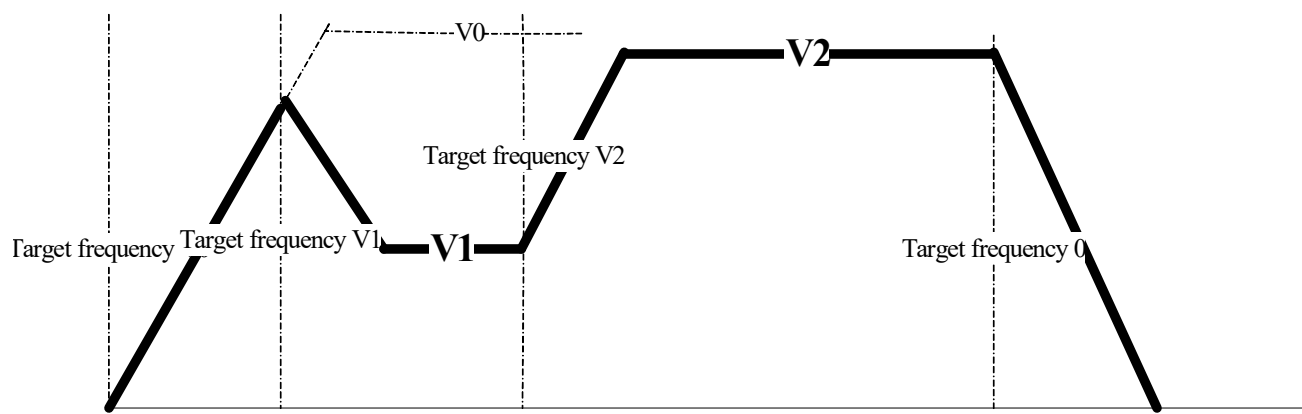 V0
V2
Target frequency V2
Target frequency
Target frequency V1
V1
Target frequency 0